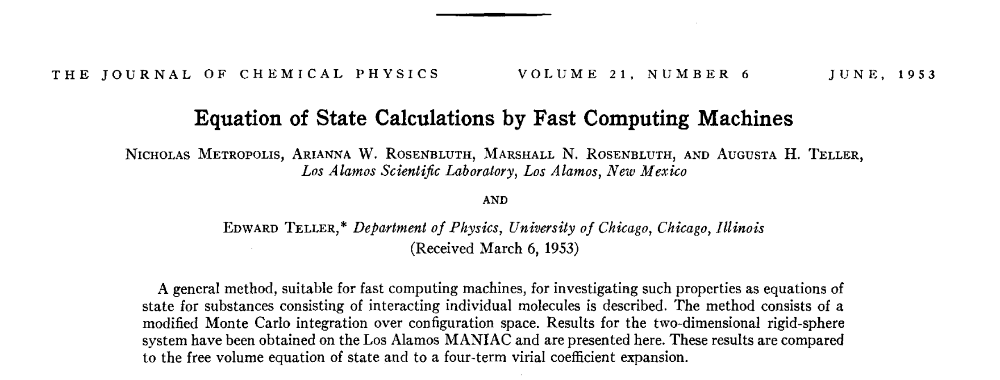 THE JOURNAL OF CHEMICAL PHYSICS VOLUME 21, NUMBER 6 JUNE, 1953
Equation of State Calculations by Fast Computing Machines
NICHOLAS METROPOLIS, ARIANNA W. ROSENBLUTH, MARSHALL N. ROSENBLUTH, AND AUGUSTA H. TELLER,
Los Alamos Scientific Laboratory, Los Alamos, New Mexico
AND
EDWARD TELLER,* Department of Physics, University of Chicago, Chicago, Illinois
(Received March 6, 1953)
A general method, suitable for fast computing machines, for investigating such properties as equations of
state for substances consisting of interacting individual molecules is described. The method consists of a
modified Monte Carlo integration over configuration space. Results for the two-dimensional rigid-sphere
system have been obtained on the Los Alamos MANIAC and are presented here. These results are compared
to the free volume equation of state and to a four-term virial coefficient expansion.